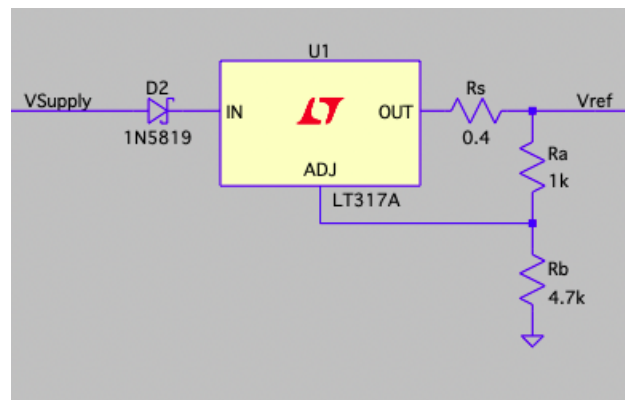 U1
D2
Rs
VSupply
Vref
IN
OUT
1N5819
0.4
Ra
ADJ
1k
LT317A
Rb
4.7k